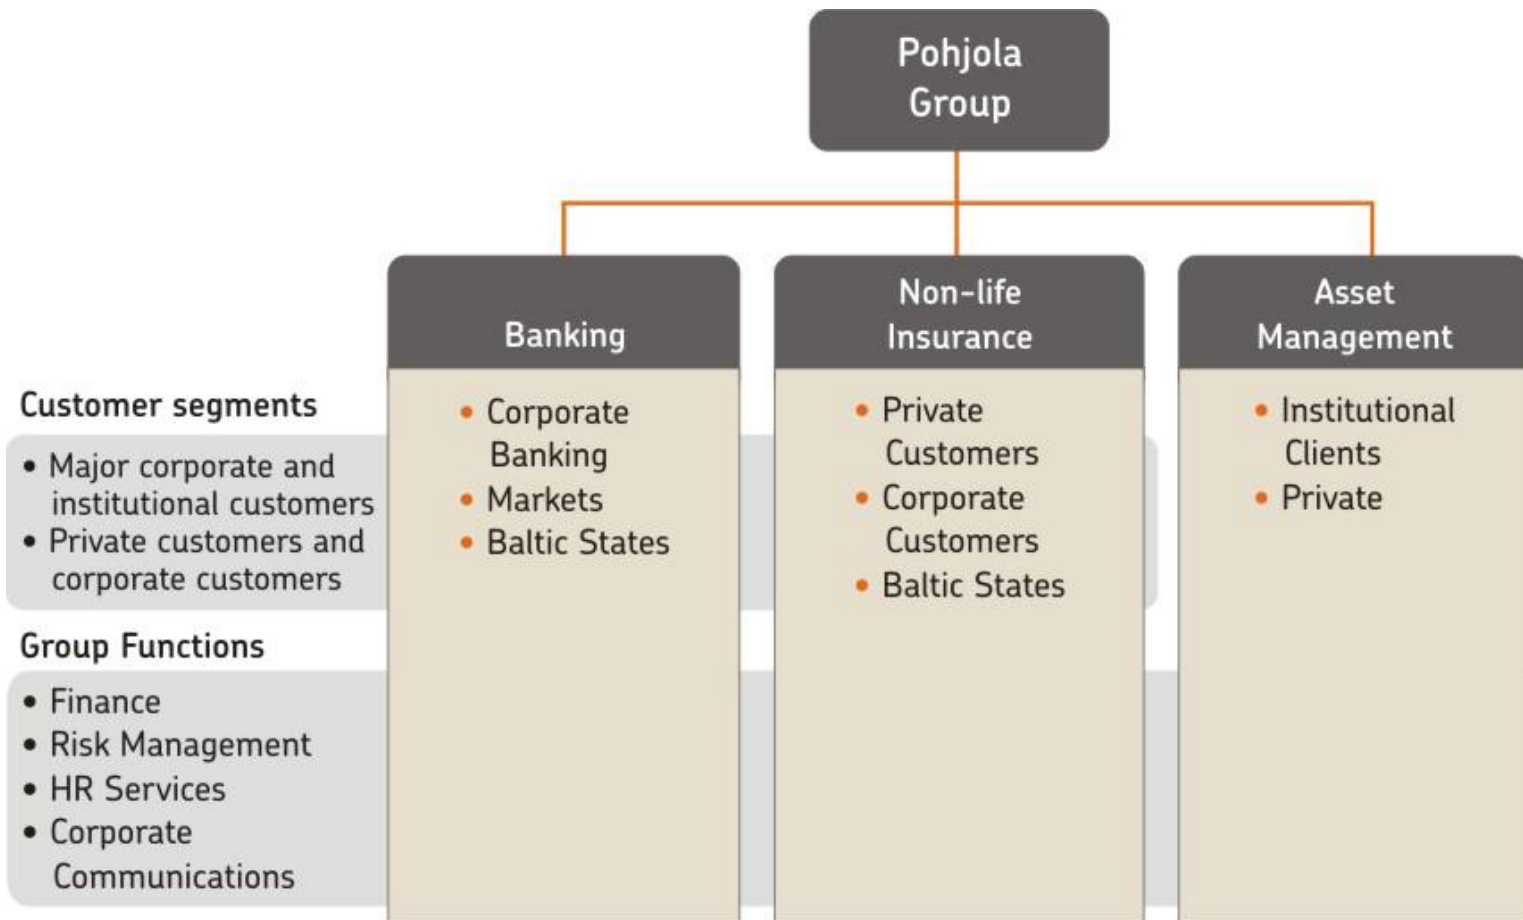 Pohjola
Group
Banking
Non-life
Insurance
Asset
Management
Customer segments
• Major corporate and
institutional customers
• Private customers and
corporate customers
Group Functions
• Finance
• Risk Management
• HR Services
• Corporate
Communications
• Corporate
Banking
• Markets
• Baltic States
• Private
Customers
• Corporate
Customers
• Baltic States
• Institutional
Clients
• Private